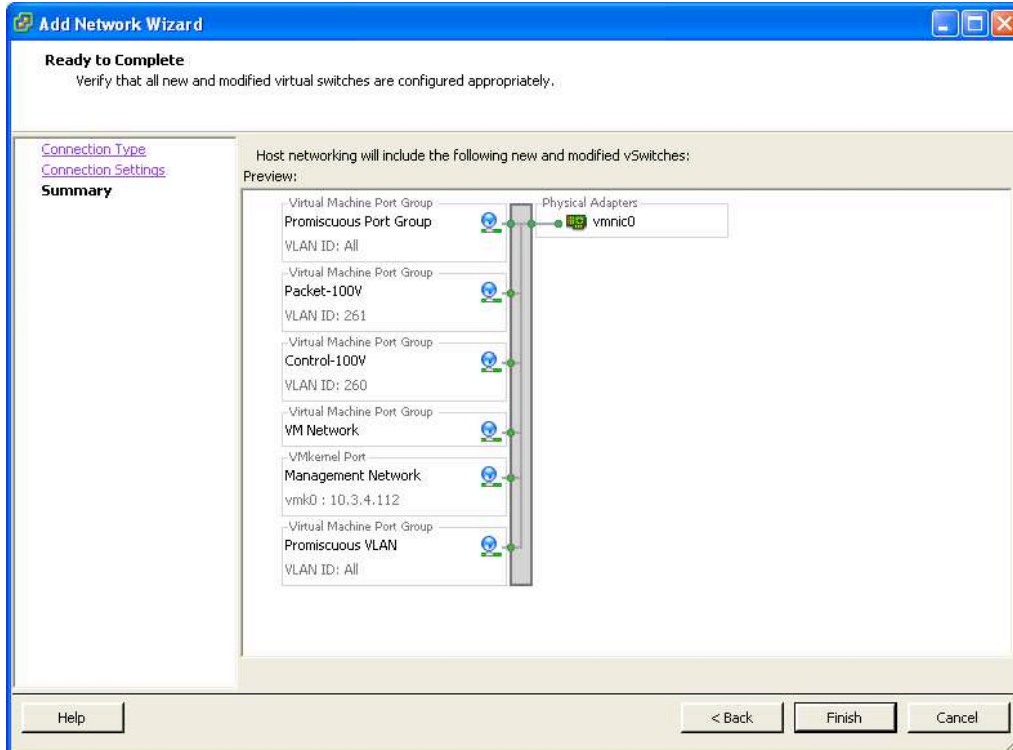 Add Network Wizard
Ready to Complete
Verify that all new and modified virtual switches are configured appropriately.
Connection Type
Connection Settings
Summary
Host networking will include the following new and modified vSwitches:
Preview:
Virtual Machine Port Group
Promiscuous Port Group
VLAN ID: All
Physical Adapters
vmnic0
Virtual Machine Port Group
Packet-100V
VLAN ID: 261
Virtual Machine Port Group
Control-100V
VLAN ID: 260
Virtual Machine Port Group
VM Network
VMkernel Port
Management Network
vmk0 : 10.3.4.112
Virtual Machine Port Group
Promiscuous VLAN
VLAN ID: All
Help
< Back
Finish
Cancel